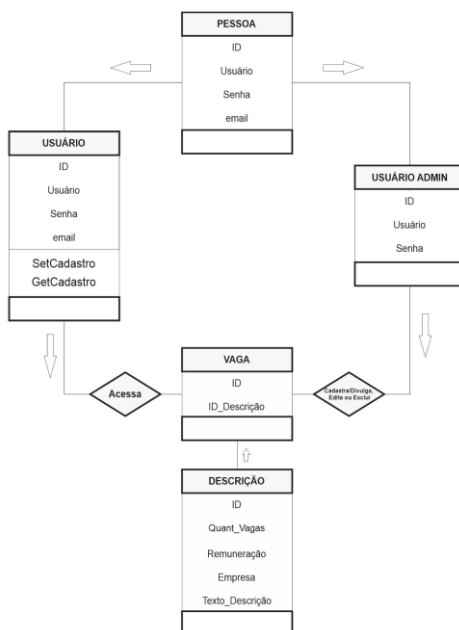 PESSOA
ID
Usuário
Senha
email
USUÁRIO
ID
Usuário
Senha
email
SetCadastro
GetCadastro
USUÁRIO ADMIN
ID
Usuário
Senha
Acessa
VAGA
ID
ID_Descrição
Cadastra/Divulga,
Edita ou Exclui
DESCRIÇÃO
ID
Quant_Vagas
Remuneração
Empresa
Texto_Descrição